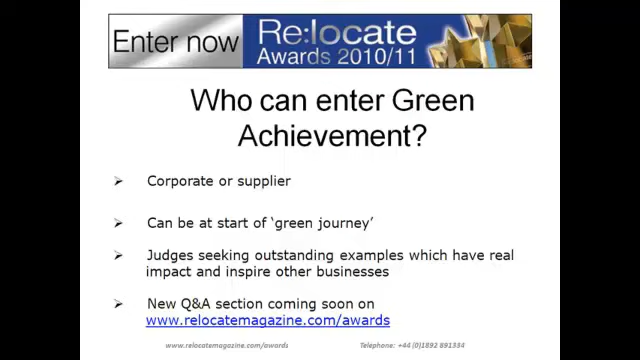 Enter now
Re:locate
Awards 2010/11
Who can enter Green
Achievement?
Corporate or supplier
Can be at start of ‘green journey’
Judges seeking outstanding examples which have real
impact and inspire other businesses
New Q&A section coming soon on
www.relocatemagazine.com/awards
www.relocatemagazine.com/awards
Telephone: +44 (0)1892 891334